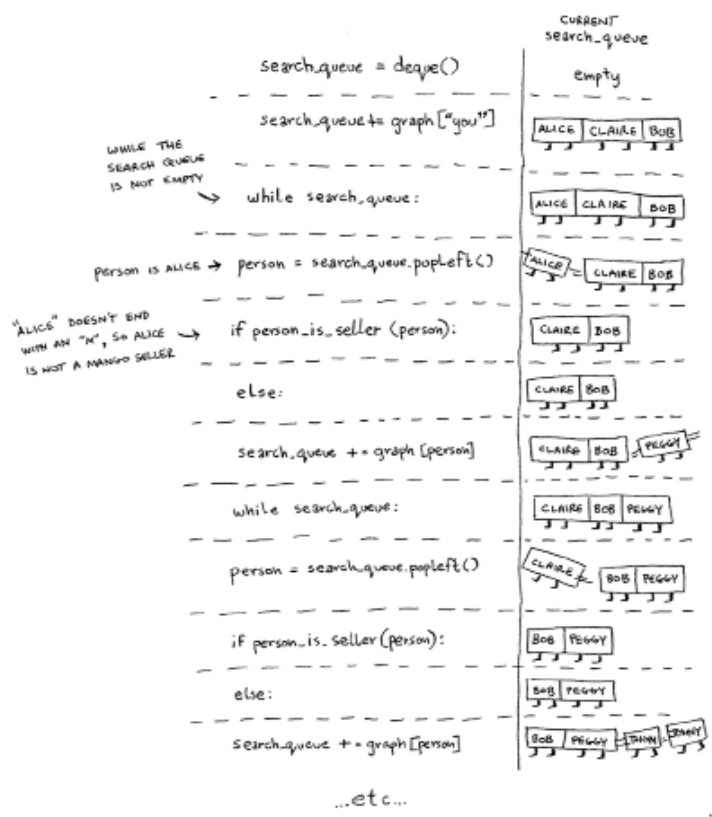 CURRENT
search_queue
search_queue = deque()
empty
search_queue += graph["you"]
ALICE CLAIRE BOB
WHILE THE
SEARCH QUEUE
IS NOT EMPTY
while search_queue:
ALICE CLAIRE BOB
PERSON IS ALICE → person = search_queue.popleft()
ALICE CLAIRE BOB
"ALICE" DOESN'T END
WITH AN "M", SO ALICE
IS NOT A MANGO SELLER
if person_is_seller (person):
CLAIRE BOB
else:
CLAIRE BOB
search_queue += graph [person]
CLAIRE BOB PEGGY
while search_queue:
CLAIRE BOB PEGGY
person = search_queue.popleft()
CLAIRE BOB PEGGY
if person_is_seller (person):
BOB PEGGY
else:
BOB PEGGY
search_queue += graph [person]
BOB PEGGY THOM JONNY
...etc...